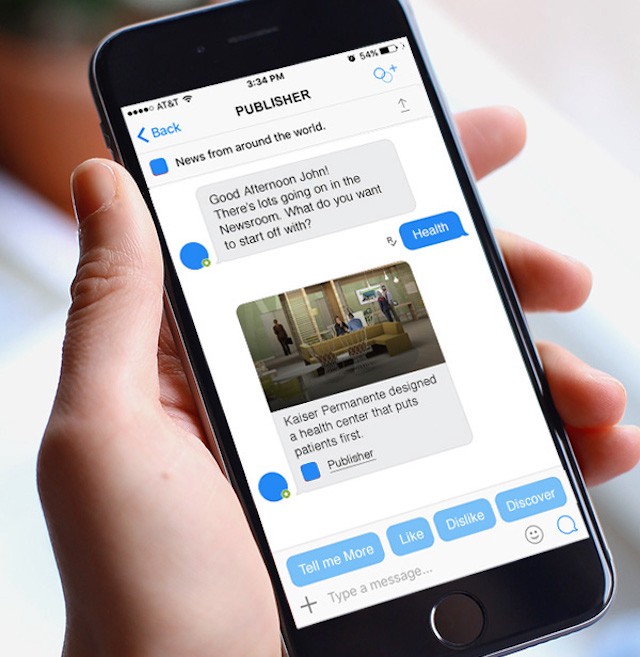 AT&T
3:34 PM
54%
Back
PUBLISHER
News from around the world.
Good Afternoon John!
There's lots going on in the
Newsroom. What do you want
to start off with?
Health
Kaiser Permanente designed
a health center that puts
patients first.
Publisher
Tell me More
Like
Dislike
Discover
Type a message...